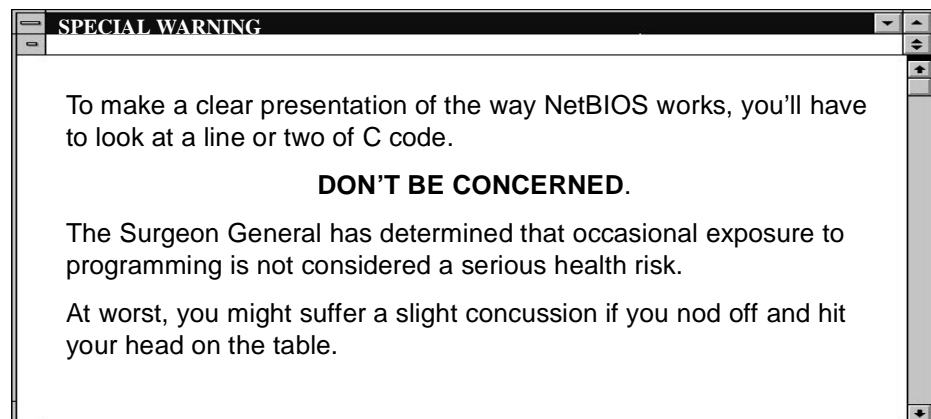 SPECIAL WARNING
To make a clear presentation of the way NetBIOS works, you'll have
to look at a line or two of C code.
DON'T BE CONCERNED.
The Surgeon General has determined that occasional exposure to
programming is not considered a serious health risk.
At worst, you might suffer a slight concussion if you nod off and hit
your head on the table.